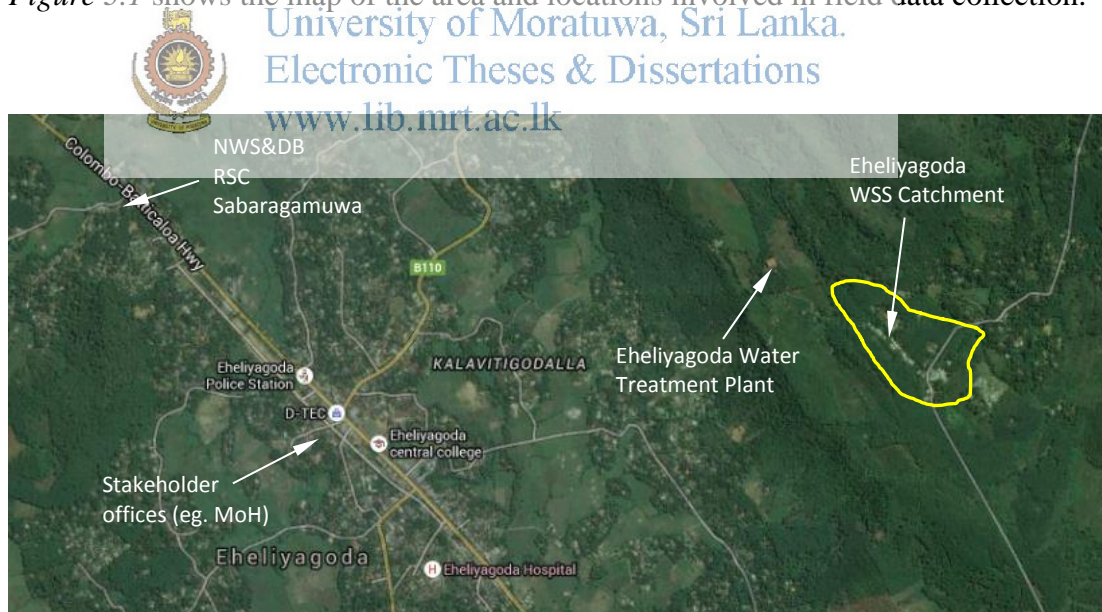 Figure 3.1 shows the map of the area and locations involved in field data collection.
University of Moratuwa, Sri Lanka.
Electronic Theses & Dissertations
www.lib.mrt.ac.lk
NWS&DB
RSC
Sabaragamuwa
Colombo-Batticaloa Hwy
Eheliyagoda
WSS Catchment
B110
Eheliyagoda
Police Station
KALAVITIGODALLA
Eheliyagoda Water
Treatment Plant
D-TEC
Eheliyagoda
central college
Stakeholder
offices (eg. MoH)
Eheliyagoda
H Eheliyagoda Hospital